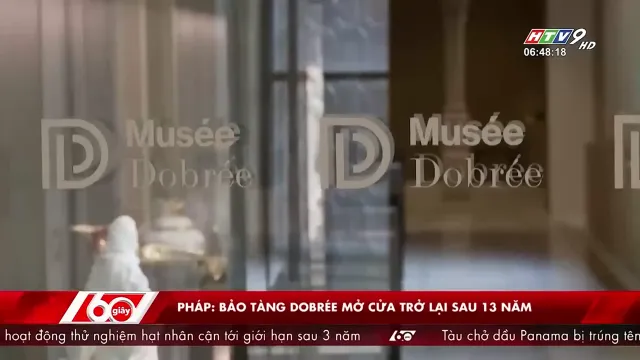 HTV9 HD
06:48:18
Musée
Dobrée
Musée
Dobrée
60 giây
PHÁP: BẢO TÀNG DOBRÉE MỞ CỬA TRỞ LẠI SAU 13 NĂM
hoạt động thử nghiệm hạt nhân cận tới giới hạn sau 3 năm 60 Tàu chở dầu Panama bị trúng tên